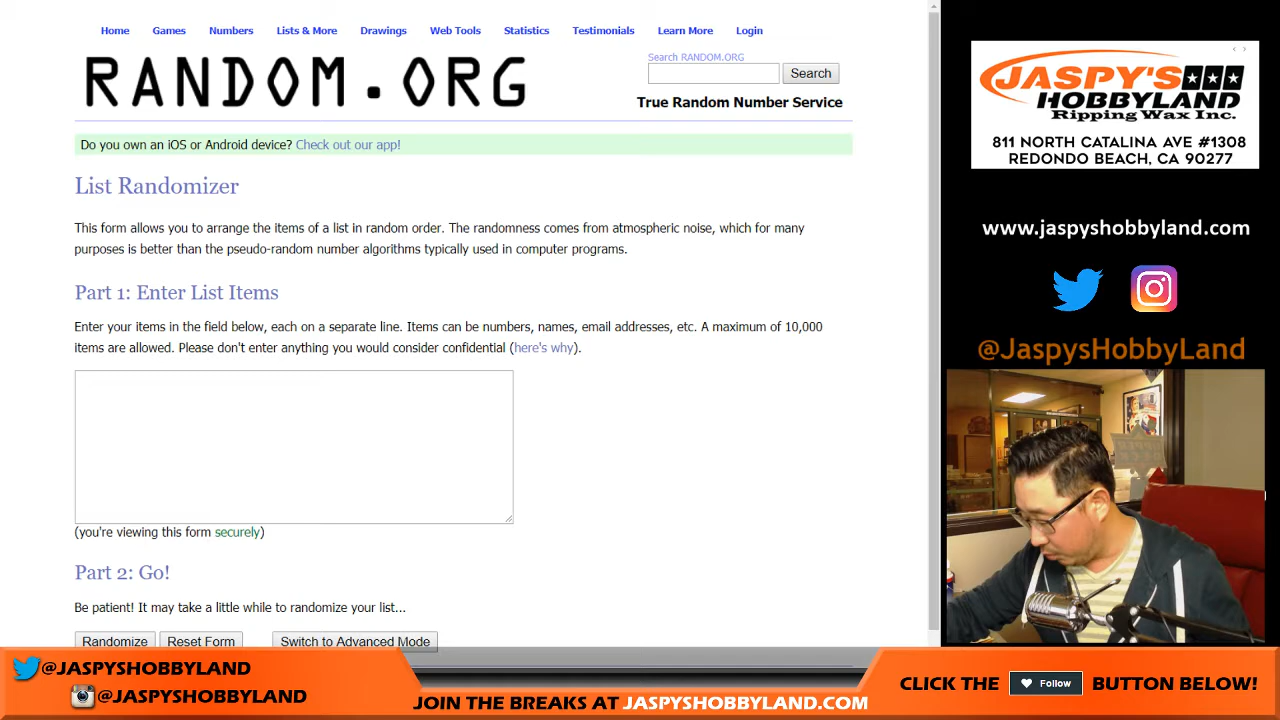 Home Games Numbers Lists & More Drawings Web Tools Statistics Testimonials Learn More Login
RANDOM.ORG
Search RANDOM.ORG
Search
True Random Number Service
Do you own an iOS or Android device? Check out our app!
List Randomizer
This form allows you to arrange the items of a list in random order. The randomness comes from atmospheric noise, which for many
purposes is better than the pseudo-random number algorithms typically used in computer programs.
Part 1: Enter List Items
Enter your items in the field below, each on a separate line. Items can be numbers, names, email addresses, etc. A maximum of 10,000
items are allowed. Please don't enter anything you would consider confidential (here's why).
(you're viewing this form securely)
Part 2: Go!
Be patient! It may take a little while to randomize your list...
Randomize Reset Form Switch to Advanced Mode
JASPY'S
HOBBYLAND
Ripping Wax Inc.
811 NORTH CATALINA AVE #1308
REDONDO BEACH, CA 90277
www.jaspyshobbyland.com
@JaspysHobbyLand
@JASPYSHOBBYLAND
@JASPYSHOBBYLAND
JOIN THE BREAKS AT JASPYSHOBBYLAND.COM
CLICK THE Follow BUTTON BELOW!